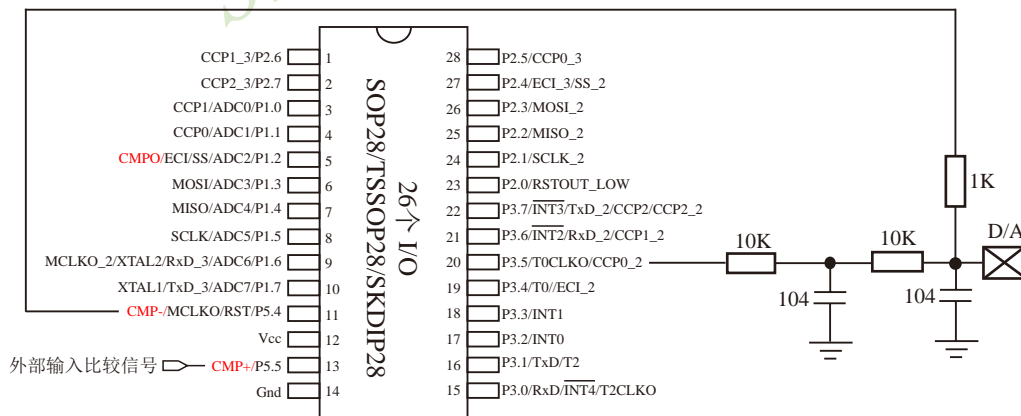 CCP1_3/P2.6 1
CCP2_3/P2.7 2
CCP1/ADC0/P1.0 3
CCP0/ADC1/P1.1 4
CMPO/ECI/SS/ADC2/P1.2 5
MOSI/ADC3/P1.3 6
MISO/ADC4/P1.4 7
SCLK/ADC5/P1.5 8
MCLKO_2/XTAL2/RxD_3/ADC6/P1.6 9
XTAL1/TxD_3/ADC7/P1.7 10
CMP-/MCLKO/RST/P5.4 11
Vcc 12
外部输入比较信号 CMP+/P5.5 13
Gnd 14
SOP28/TSSOP28/SKDIP28
26个 I/O
28 P2.5/CCP0_3
27 P2.4/ECI_3/SS_2
26 P2.3/MOSI_2
25 P2.2/MISO_2
24 P2.1/SCLK_2
23 P2.0/RSTOUT_LOW
22 P3.7/INT3/TxD_2/CCP2/CCP2_2
21 P3.6/INT2/RxD_2/CCP1_2
20 P3.5/T0CLKO/CCP0_2
19 P3.4/T0//ECI_2
18 P3.3/INT1
17 P3.2/INT0
16 P3.1/TxD/T2
15 P3.0/RxD/INT4/T2CLKO
1K
D/A
10K
10K
104
104